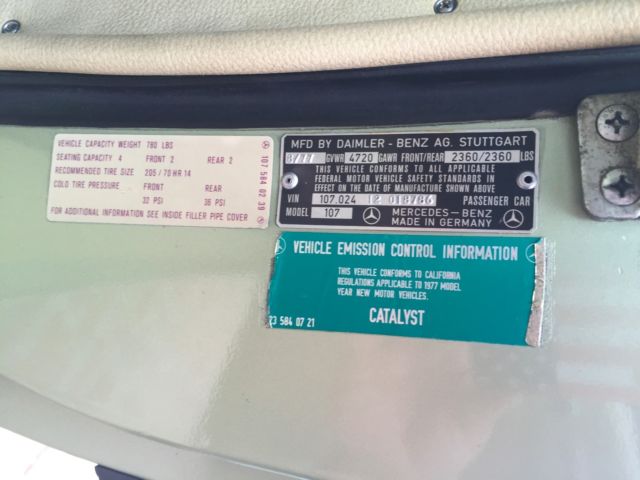 VEHICLE CAPACITY WEIGHT 780 LBS
SEATING CAPACITY 4 FRONT 2 REAR 2
RECOMMENDED TIRE SIZE 205/70 HR 14
COLD TIRE PRESSURE FRONT REAR
32 PSI 36 PSI
FOR ADDITIONAL INFORMATION SEE INSIDE FILLER PIPE COVER
107 584 02 39
MFD BY DAIMLER-BENZ AG. STUTTGART
GVWR 4720 GAWR FRONT/REAR 2360/2360 LBS
THIS VEHICLE CONFORMS TO ALL APPLICABLE
FEDERAL MOTOR VEHICLE SAFETY STANDARDS IN
EFFECT ON THE DATE OF MANUFACTURE SHOWN ABOVE
VIN 107.024 12 018786 PASSENGER CAR
MODEL 107 MERCEDES-BENZ
MADE IN GERMANY
VEHICLE EMISSION CONTROL INFORMATION
THIS VEHICLE CONFORMS TO CALIFORNIA
REGULATIONS APPLICABLE TO 1977 MODEL
YEAR NEW MOTOR VEHICLES.
23 584 07 21 CATALYST